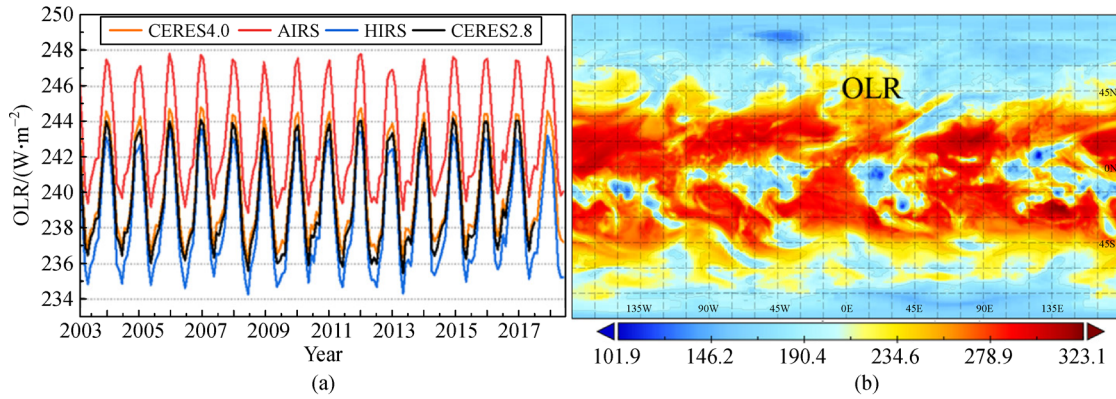 CERES4.0 AIRS HIRS CERES2.8
OLR/(W·m−2)
250
248
246
244
242
240
238
236
234
233
2003 2005 2007 2009 2011 2013 2015 2017
Year
(a)
OLR
45N
0N
0N
45S
135W 90W 45W 0E 45E 90E 135E
101.9 146.2 190.4 234.6 278.9 323.1
(b)